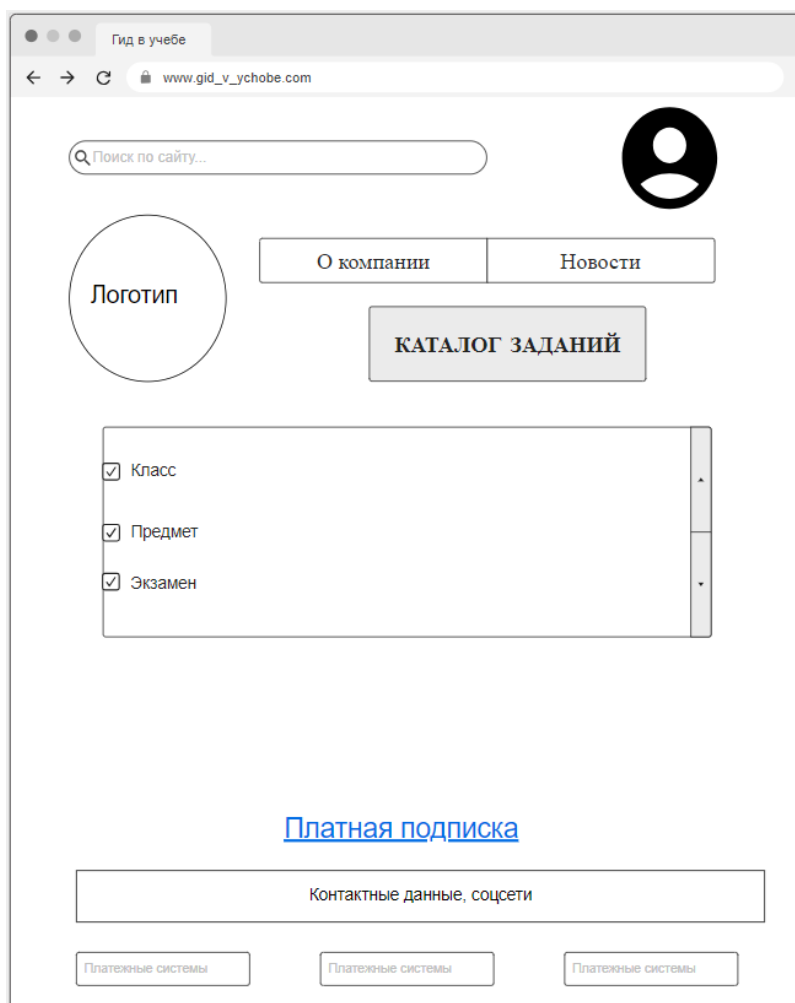 Гид в учебе
www.gid_v_ychobe.com
Поиск по сайту...
Логотип
О компании
Новости
КАТАЛОГ ЗАДАНИЙ
Класс
Предмет
Экзамен
Платная подписка
Контактные данные, соцсети
Платежные системы
Платежные системы
Платежные системы